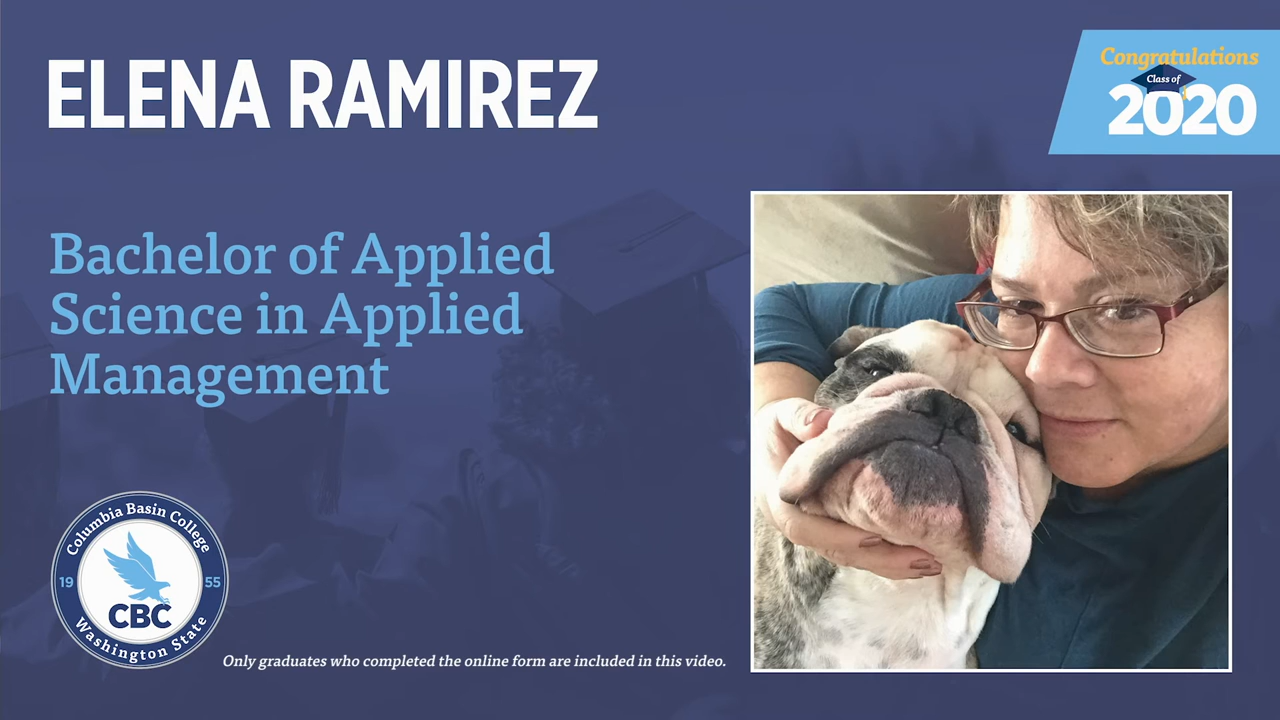 ELENA RAMIREZ
Congratulations
Class of
2020
Bachelor of Applied
Science in Applied
Management
Columbia Basin College
19 55
CBC
Washington State
Only graduates who completed the online form are included in this video.